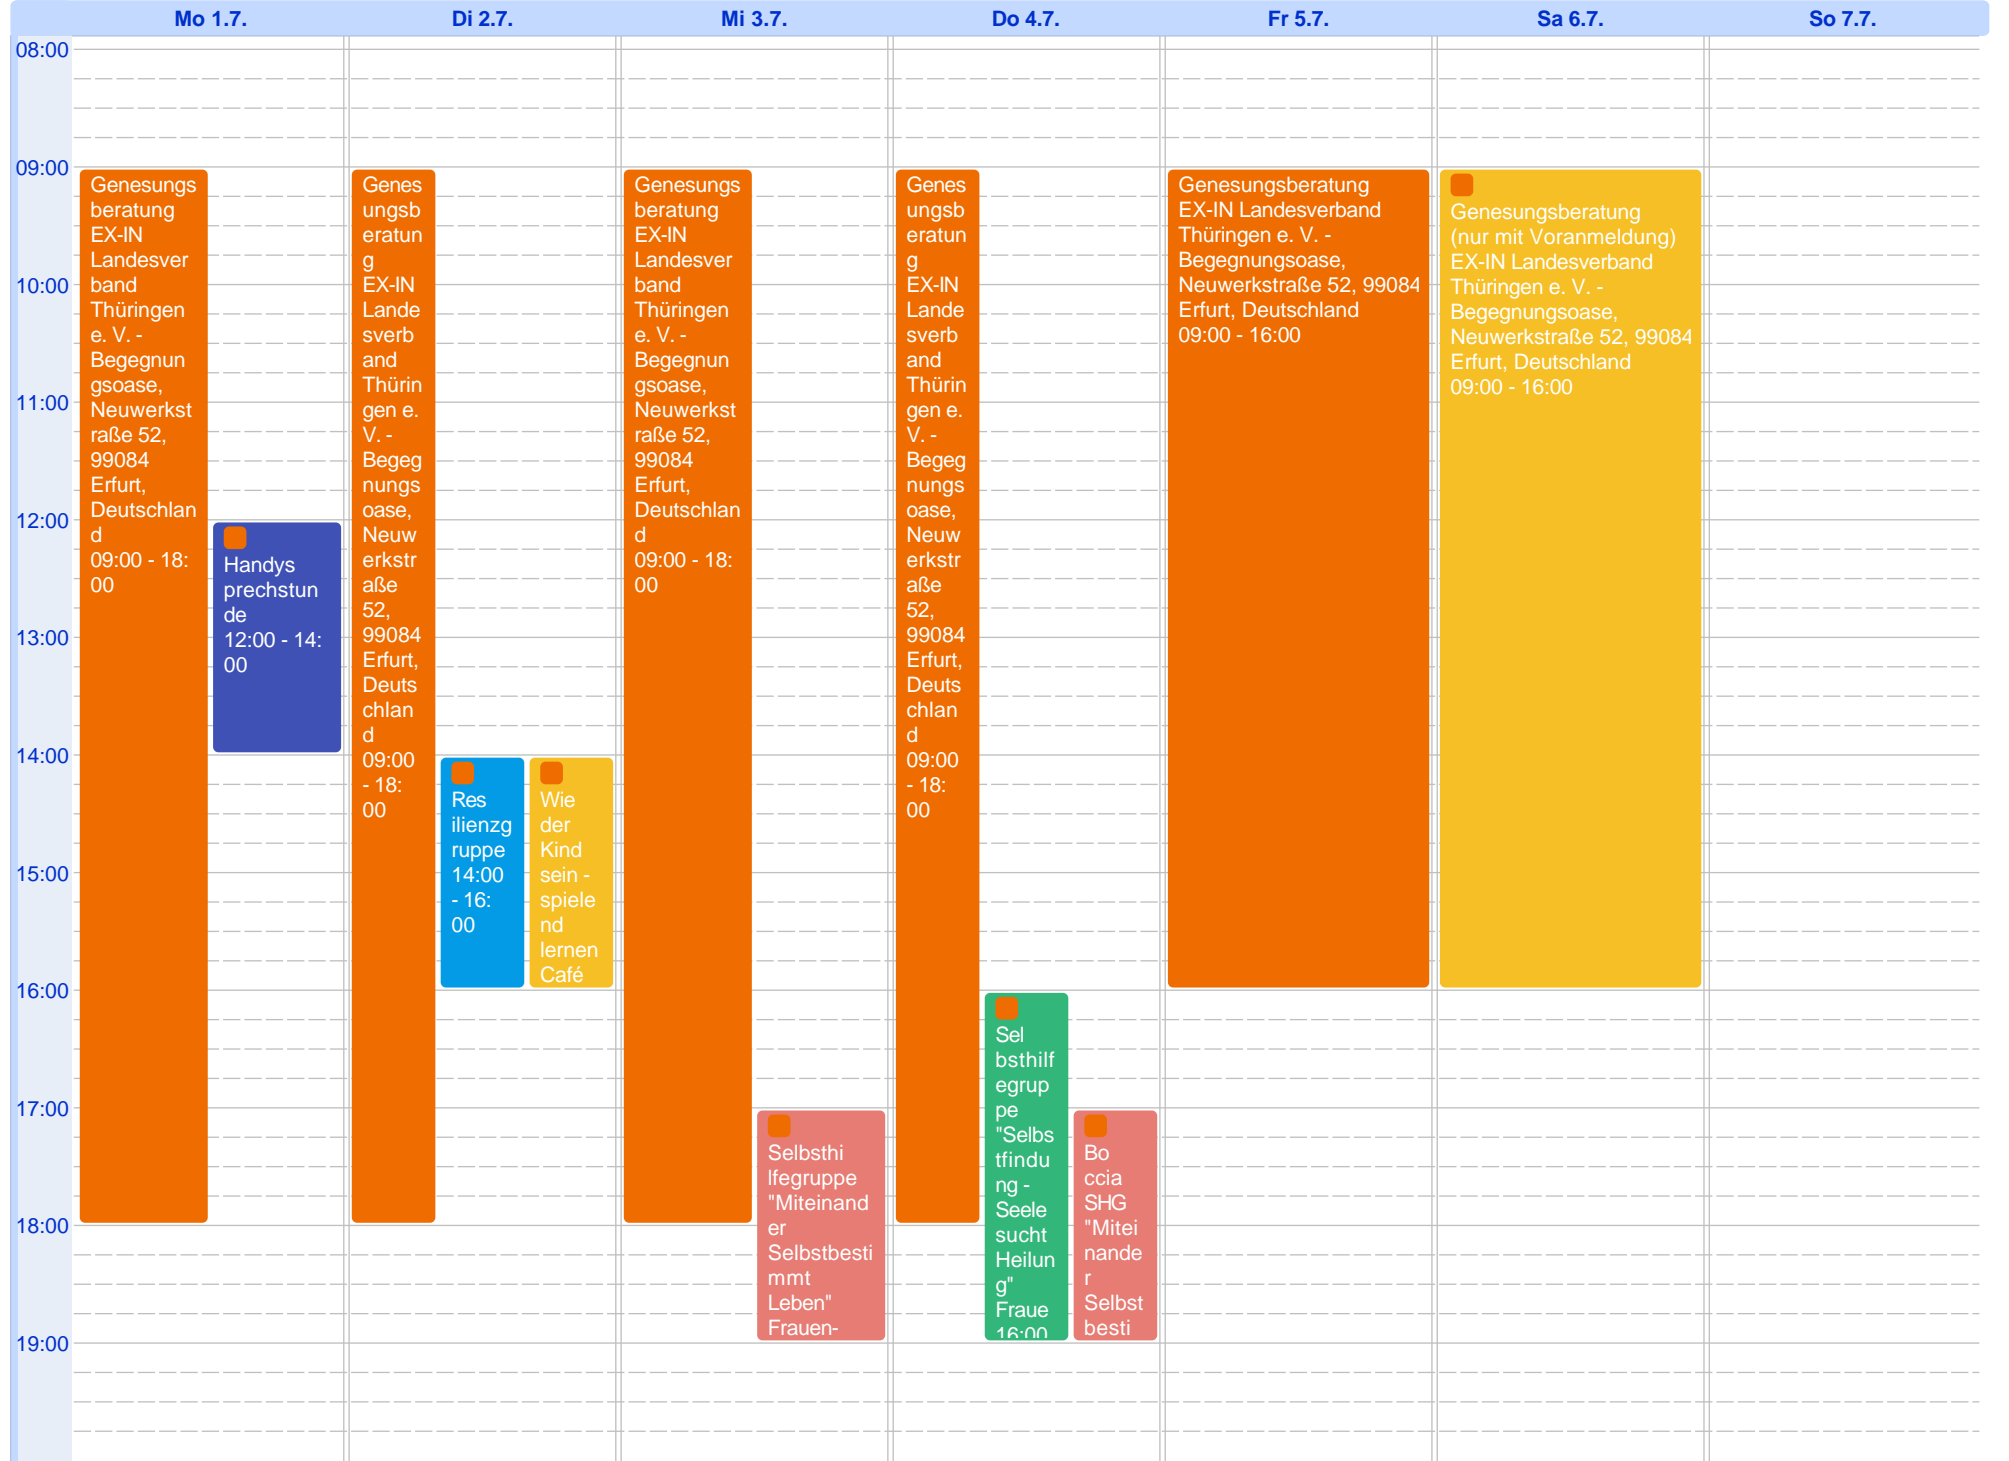 Mo 1.7.
Di 2.7.
Mi 3.7.
Do 4.7.
Fr 5.7.
Sa 6.7.
So 7.7.
08:00
09:00
10:00
11:00
12:00
13:00
14:00
15:00
16:00
17:00
18:00
19:00
Genesungs
beratung
EX-IN
Landesver
band
Thüringen
e. V. -
Begegnun
gsoase,
Neuwerkst
raße 52,
99084
Erfurt,
Deutschlan
d
09:00 - 18:
00
Handys
prechstun
de
12:00 - 14:
00
Genes
ungsb
eratun
g
EX-IN
Lande
sverb
and
Thürin
gen e.
V. -
Begeg
nungs
oase,
Neuw
erkstr
aße
52,
99084
Erfurt,
Deuts
chlan
d
09:00
- 18:
00
Res
ilienzg
ruppe
14:00
- 16:
00
Wie
der
Kind
sein -
spiele
nd
lernen
Café
Genesungs
beratung
EX-IN
Landesver
band
Thüringen
e. V. -
Begegnun
gsoase,
Neuwerkst
raße 52,
99084
Erfurt,
Deutschlan
d
09:00 - 18:
00
Selbsthi
lfegruppe
"Miteinand
er
Selbstbesti
mmt
Leben"
Frauen-
Genes
ungsb
eratun
g
EX-IN
Lande
sverb
and
Thürin
gen e.
V. -
Begeg
nungs
oase,
Neuw
erkstr
aße
52,
99084
Erfurt,
Deuts
chlan
d
09:00
- 18:
00
Sel
bsthilf
egrup
pe
"Selbs
tfindu
ng -
Seele
sucht
Heilun
g"
Fraue
16:00
Bo
ccia
SHG
"Mitei
nande
r
Selbst
besti
Genesungsberatung
EX-IN Landesverband
Thüringen e. V. -
Begegnungsoase,
Neuwerkstraße 52, 99084
Erfurt, Deutschland
09:00 - 16:00
Genesungsberatung
(nur mit Voranmeldung)
EX-IN Landesverband
Thüringen e. V. -
Begegnungsoase,
Neuwerkstraße 52, 99084
Erfurt, Deutschland
09:00 - 16:00